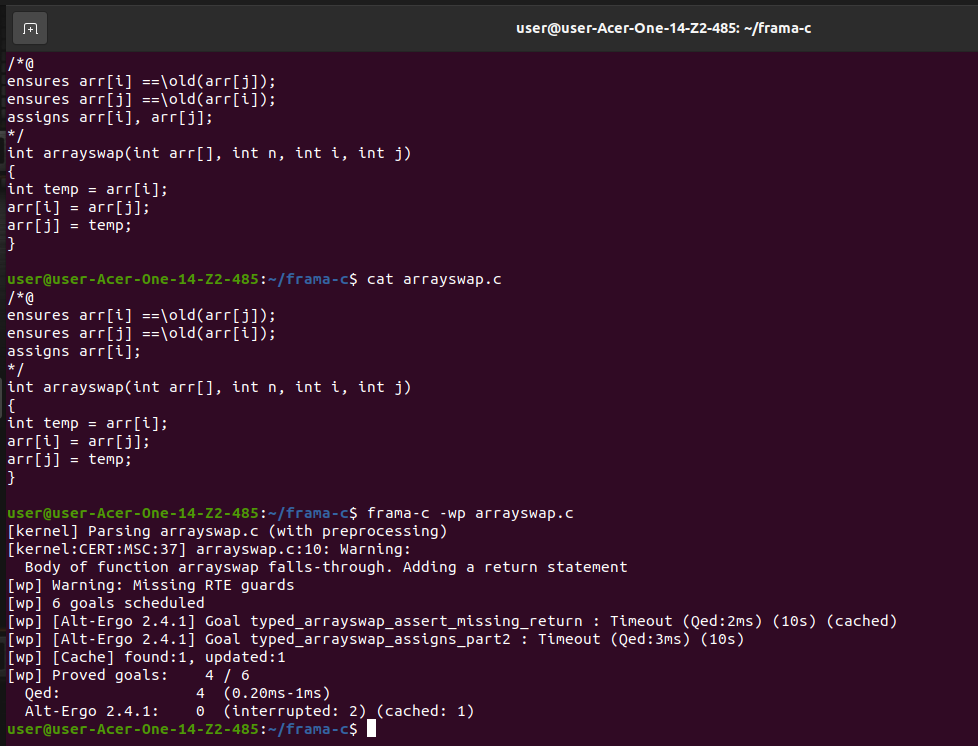 user@user-Acer-One-14-Z2-485: ~/frama-c
/*@
ensures arr[i] ==\old(arr[j]);
ensures arr[j] ==\old(arr[i]);
assigns arr[i], arr[j];
*/
int arrayswap(int arr[], int n, int i, int j)
{
int temp = arr[i];
arr[i] = arr[j];
arr[j] = temp;
}
user@user-Acer-One-14-Z2-485:~/frama-c$ cat arrayswap.c
/*@
ensures arr[i] ==\old(arr[j]);
ensures arr[j] ==\old(arr[i]);
assigns arr[i];
*/
int arrayswap(int arr[], int n, int i, int j)
{
int temp = arr[i];
arr[i] = arr[j];
arr[j] = temp;
}
user@user-Acer-One-14-Z2-485:~/frama-c$ frama-c -wp arrayswap.c
[kernel] Parsing arrayswap.c (with preprocessing)
[kernel:CERT:MSC:37] arrayswap.c:10: Warning:
  Body of function arrayswap falls-through. Adding a return statement
[wp] Warning: Missing RTE guards
[wp] 6 goals scheduled
[wp] [Alt-Ergo 2.4.1] Goal typed_arrayswap_assert_missing_return : Timeout (Qed:2ms) (10s) (cached)
[wp] [Alt-Ergo 2.4.1] Goal typed_arrayswap_assigns_part2 : Timeout (Qed:3ms) (10s)
[wp] [Cache] found:1, updated:1
[wp] Proved goals:    4 / 6
  Qed:               4  (0.20ms-1ms)
  Alt-Ergo 2.4.1:    0  (interrupted: 2) (cached: 1)
user@user-Acer-One-14-Z2-485:~/frama-c$